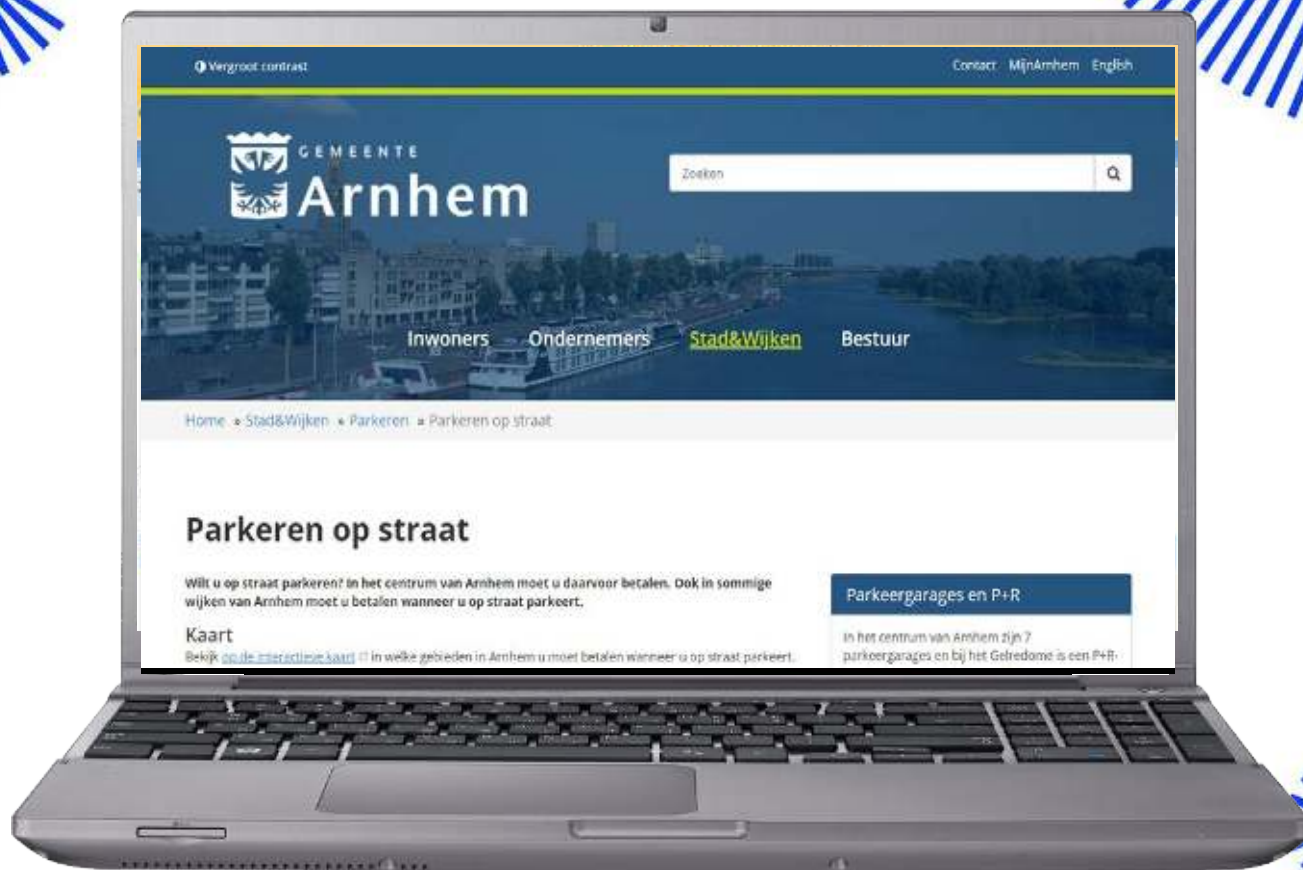 Vergroot contrast
Contact MijnArnhem English
GEMEENTE
Arnhem
Zoeken
Inwoners Ondernemers Stad&Wijken Bestuur
Home » Stad&Wijken » Parkeren » Parkeren op straat
Parkeren op straat
Wilt u op straat parkeren? In het centrum van Arnhem moet u daarvoor betalen. Ook in sommige
wijken van Arnhem moet u betalen wanneer u op straat parkeert.
Kaart
Bekijk op de interactieve kaart in welke gebieden in Arnhem u moet betalen wanneer u op straat parkeert.
Parkeergarages en P+R
In het centrum van Arnhem zijn 7
parkeergarages en bij het Gelredome is een P+R-